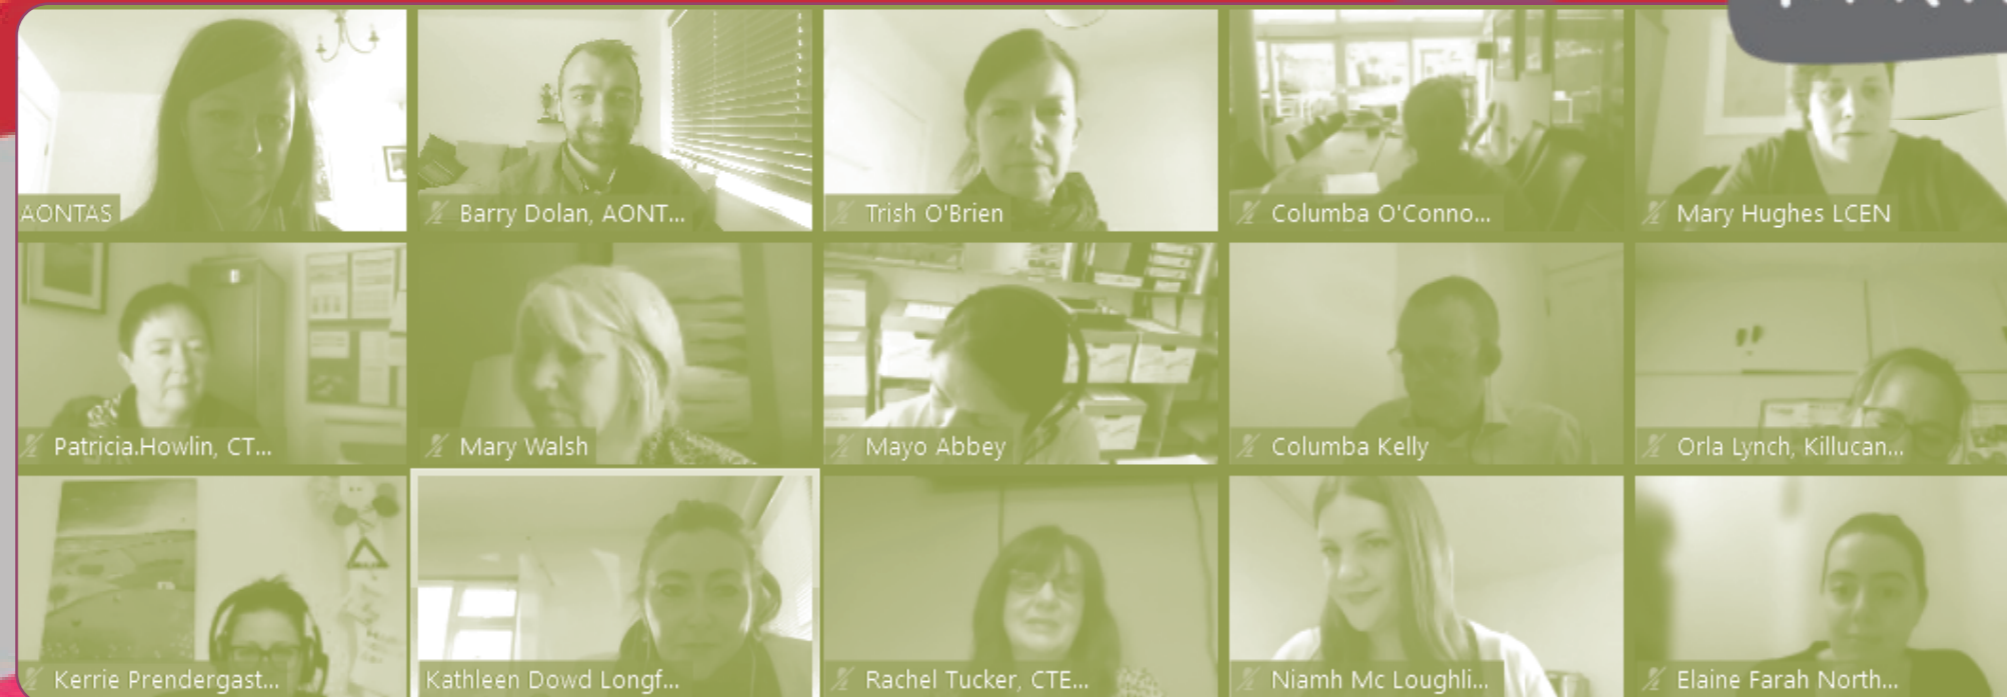 AONTAS
Barry Dolan, AONT...
Trish O'Brien
Columba O'Conno...
Mary Hughes LCEN
Patricia.Howlin, CT...
Mary Walsh
Mayo Abbey
Columba Kelly
Orla Lynch, Killucan...
Kerrie Prendergast...
Kathleen Dowd Longf...
Rachel Tucker, CTE...
Niamh Mc Loughli...
Elaine Farah North...